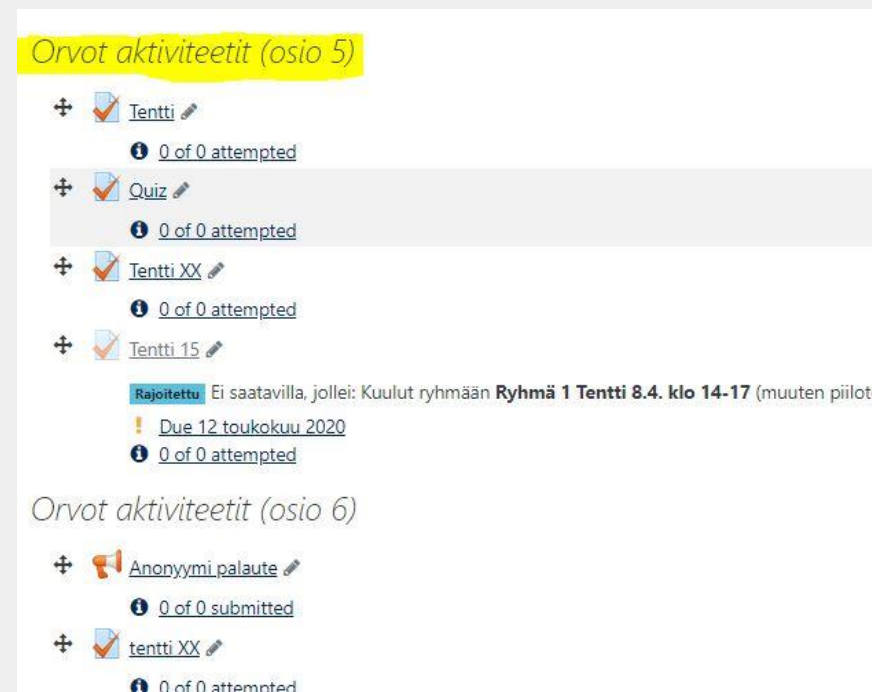 Orvot aktiviteetit (osio 5)
Tentti
0 of 0 attempted
Quiz
0 of 0 attempted
Tentti XX
0 of 0 attempted
Tentti 15
Rajoitettu Ei saatavilla, jollei: Kuulut ryhmään Ryhmä 1 Tentti 8.4. klo 14-17 (muuten piilot
Due 12 toukokuu 2020
0 of 0 attempted
Orvot aktiviteetit (osio 6)
Anonyymi palaute
0 of 0 submitted
tentti XX
0 of 0 attempted